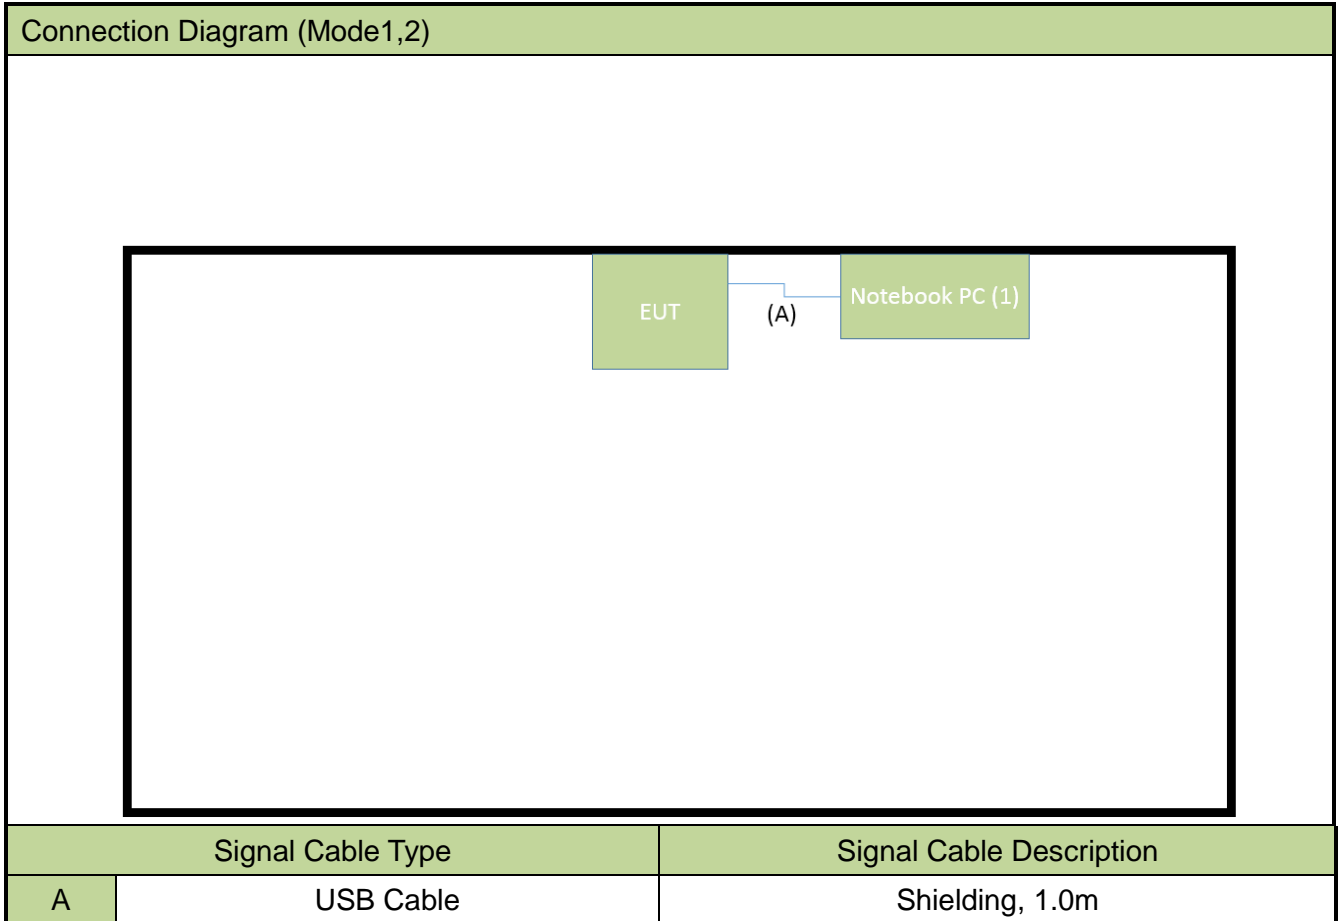 Connection Diagram (Mode1,2)
EUT
(A)
Notebook PC (1)
Signal Cable Type
Signal Cable Description
A
USB Cable
Shielding, 1.0m